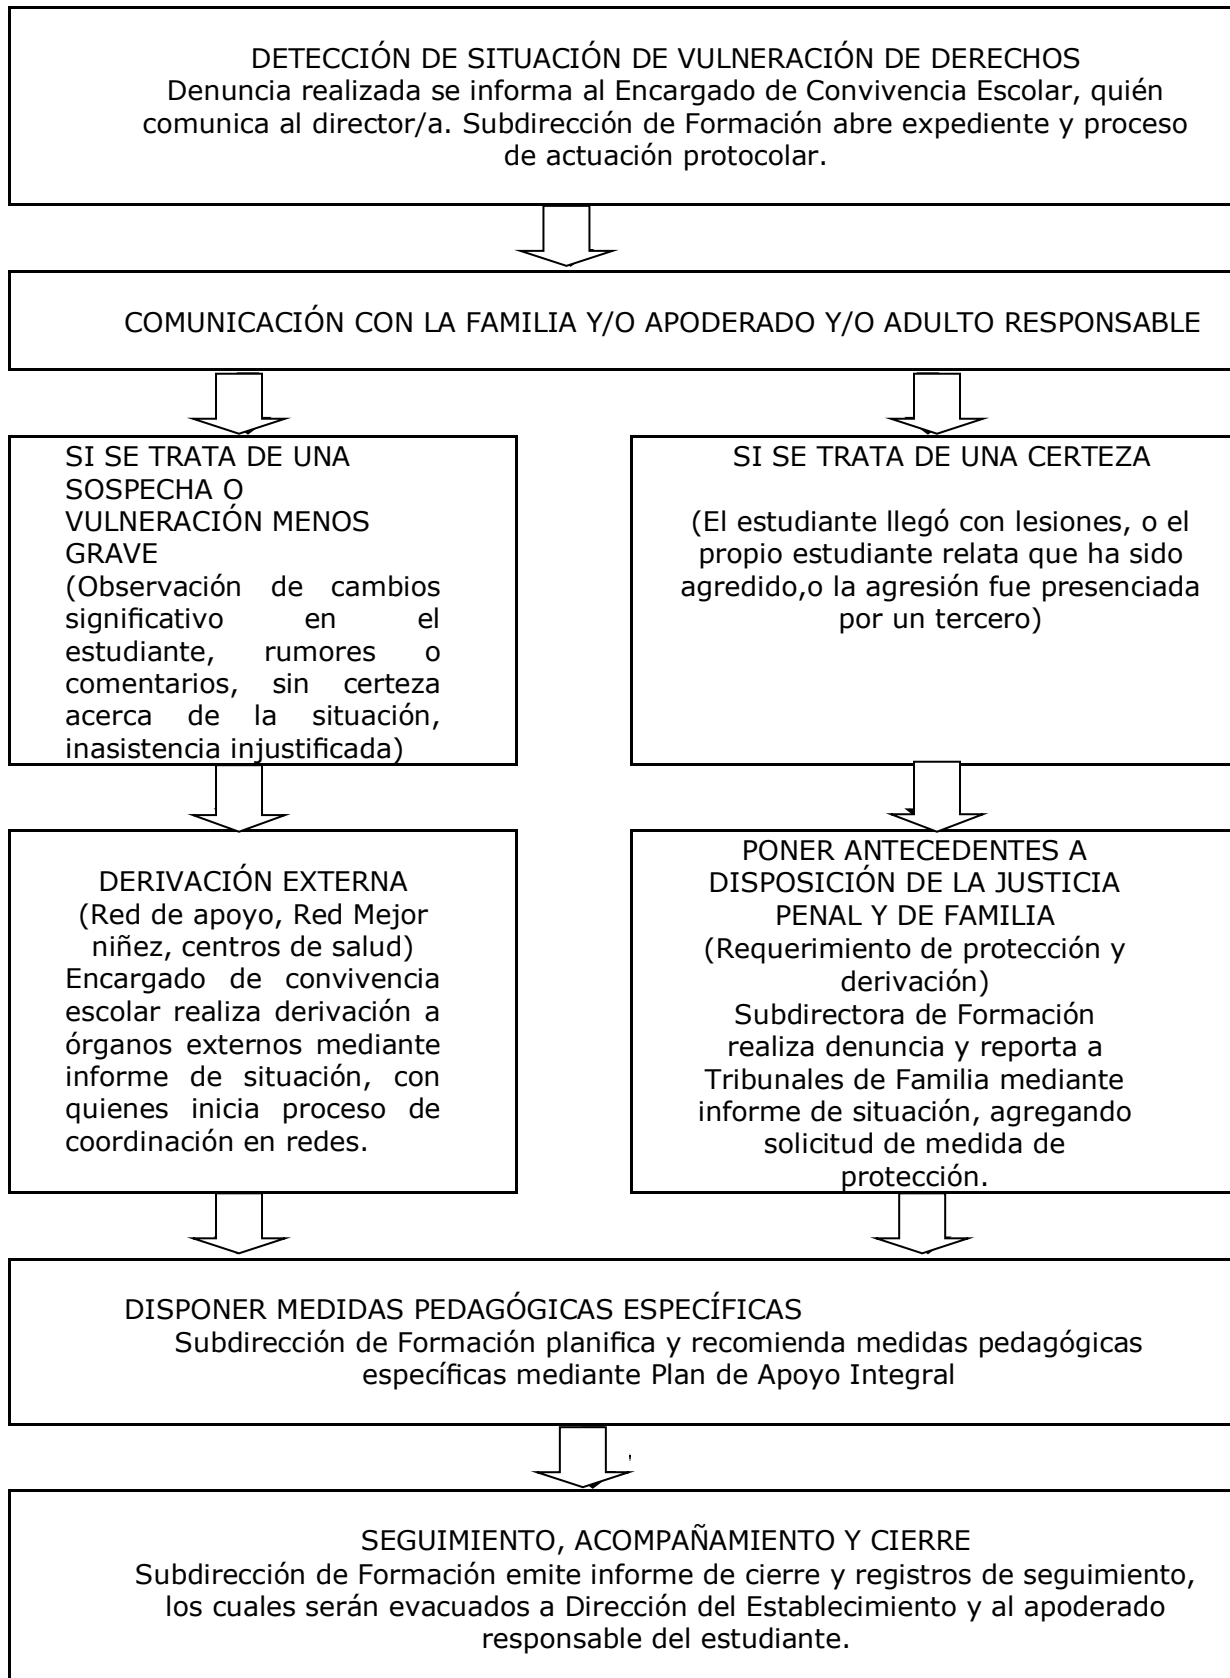 DETECCIÓN DE SITUACIÓN DE VULNERACIÓN DE DERECHOS
Denuncia realizada se informa al Encargado de Convivencia Escolar, quién
comunica al director/a. Subdirección de Formación abre expediente y proceso
de actuación protocolar.
COMUNICACIÓN CON LA FAMILIA Y/O APODERADO Y/O ADULTO RESPONSABLE
SI SE TRATA DE UNA
SOSPECHA O
VULNERACIÓN MENOS
GRAVE
(Observación de cambios
significativo en el
estudiante, rumores o
comentarios, sin certeza
acerca de la situación,
inasistencia injustificada)
SI SE TRATA DE UNA CERTEZA
(El estudiante llegó con lesiones, o el
propio estudiante relata que ha sido
agredido,o la agresión fue presenciada
por un tercero)
DERIVACIÓN EXTERNA
(Red de apoyo, Red Mejor
niñez, centros de salud)
Encargado de convivencia
escolar realiza derivación a
órganos externos mediante
informe de situación, con
quienes inicia proceso de
coordinación en redes.
PONER ANTECEDENTES A
DISPOSICIÓN DE LA JUSTICIA
PENAL Y DE FAMILIA
(Requerimiento de protección y
derivación)
Subdirectora de Formación
realiza denuncia y reporta a
Tribunales de Familia mediante
informe de situación, agregando
solicitud de medida de
protección.
DISPONER MEDIDAS PEDAGÓGICAS ESPECÍFICAS
Subdirección de Formación planifica y recomienda medidas pedagógicas
específicas mediante Plan de Apoyo Integral
SEGUIMIENTO, ACOMPAÑAMIENTO Y CIERRE
Subdirección de Formación emite informe de cierre y registros de seguimiento,
los cuales serán evacuados a Dirección del Establecimiento y al apoderado
responsable del estudiante.